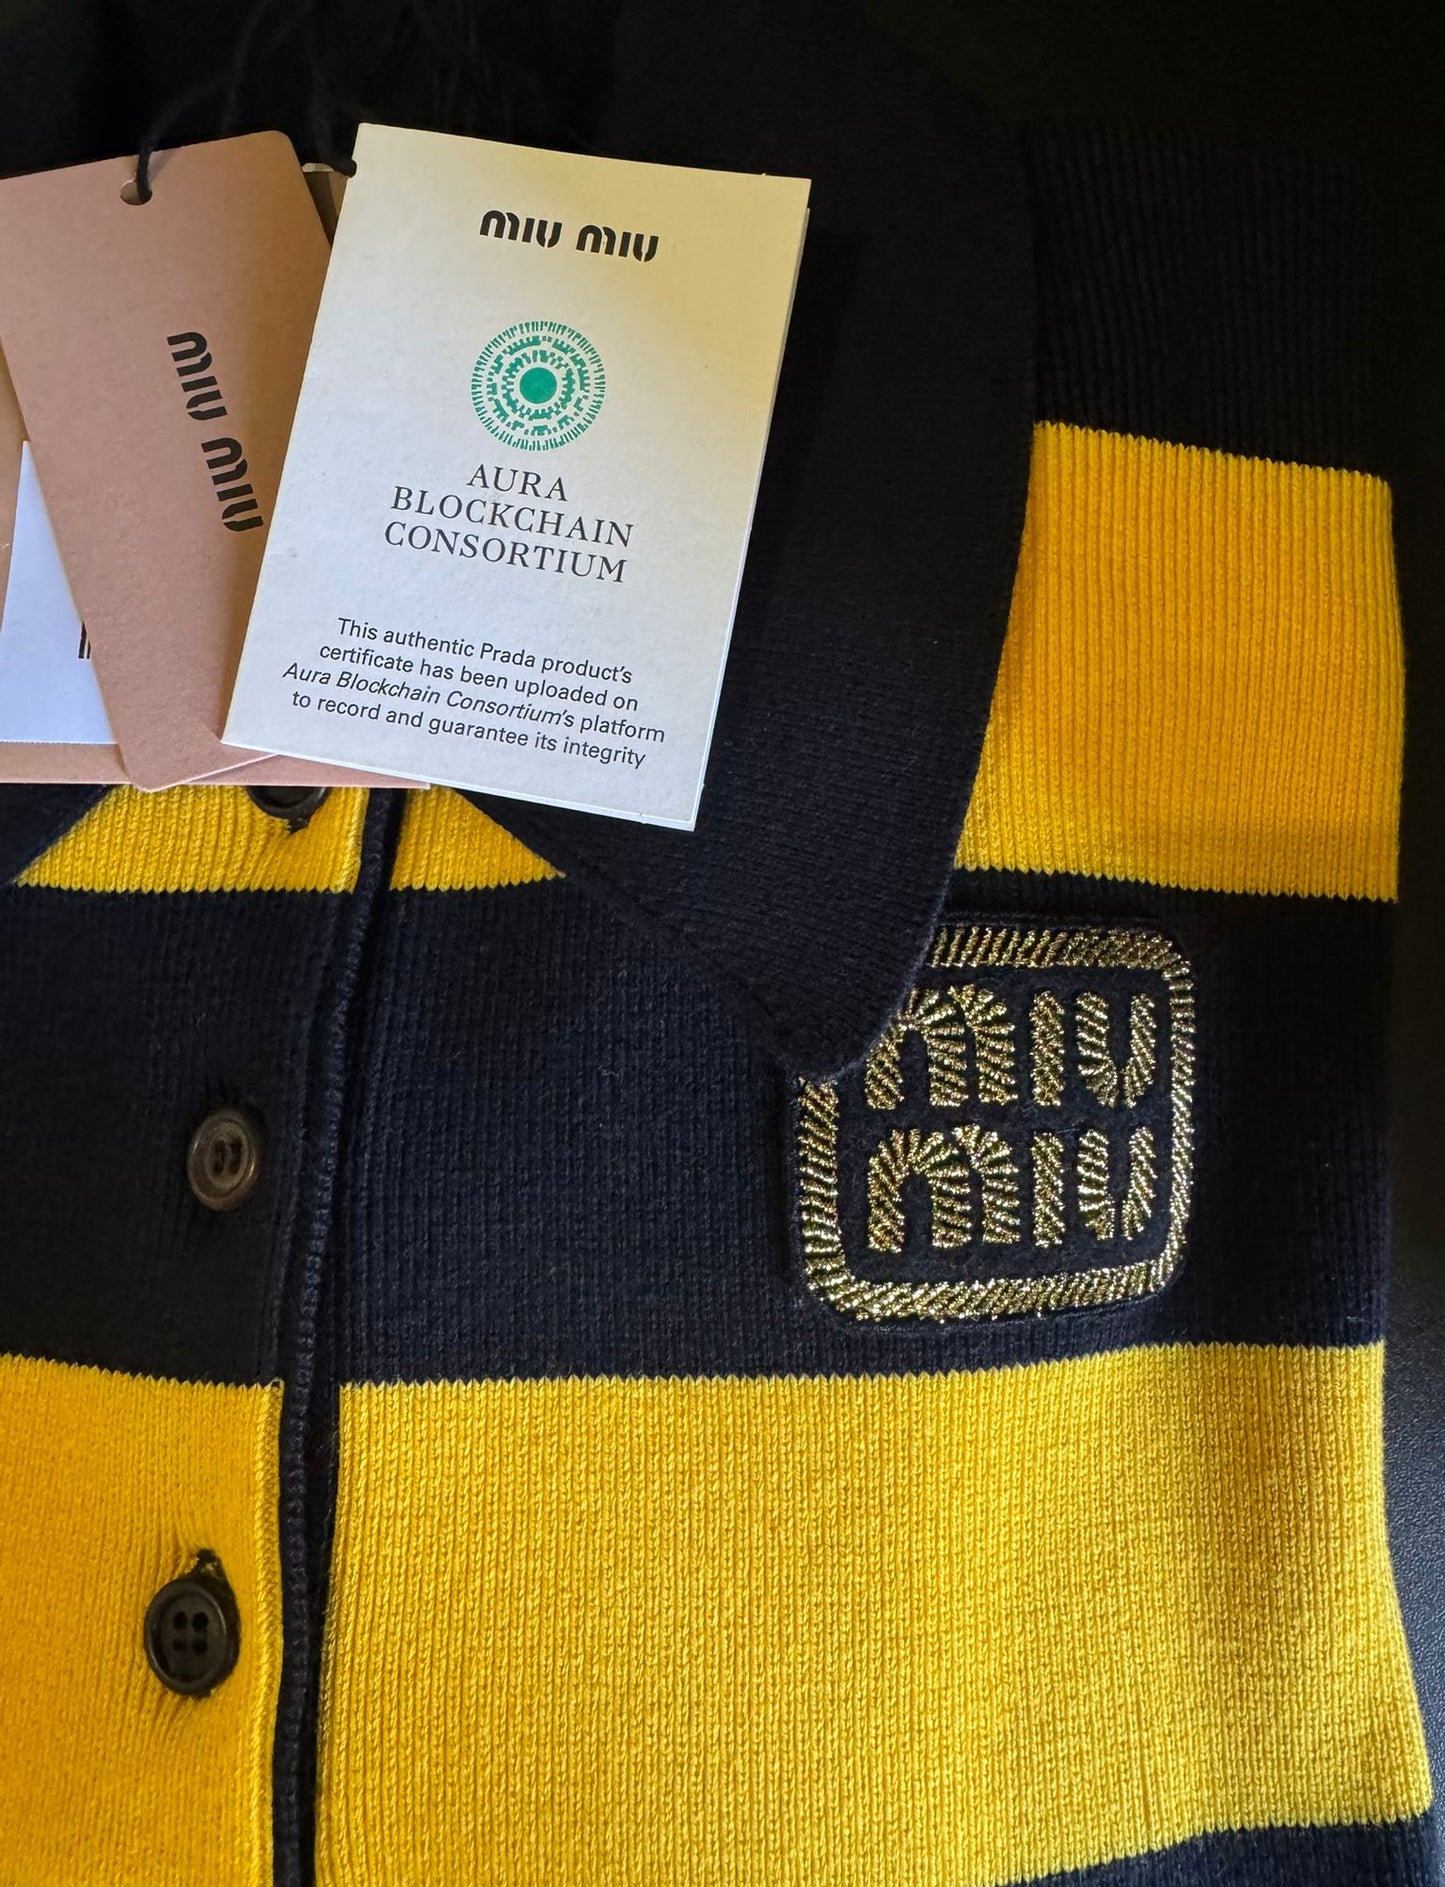 miu miu
miu miu
AURA
BLOCKCHAIN
CONSORTIUM
This authentic Prada product's
certificate has been uploaded on
Aura Blockchain Consortium's platform
to record and guarantee its integrity
miu
miu